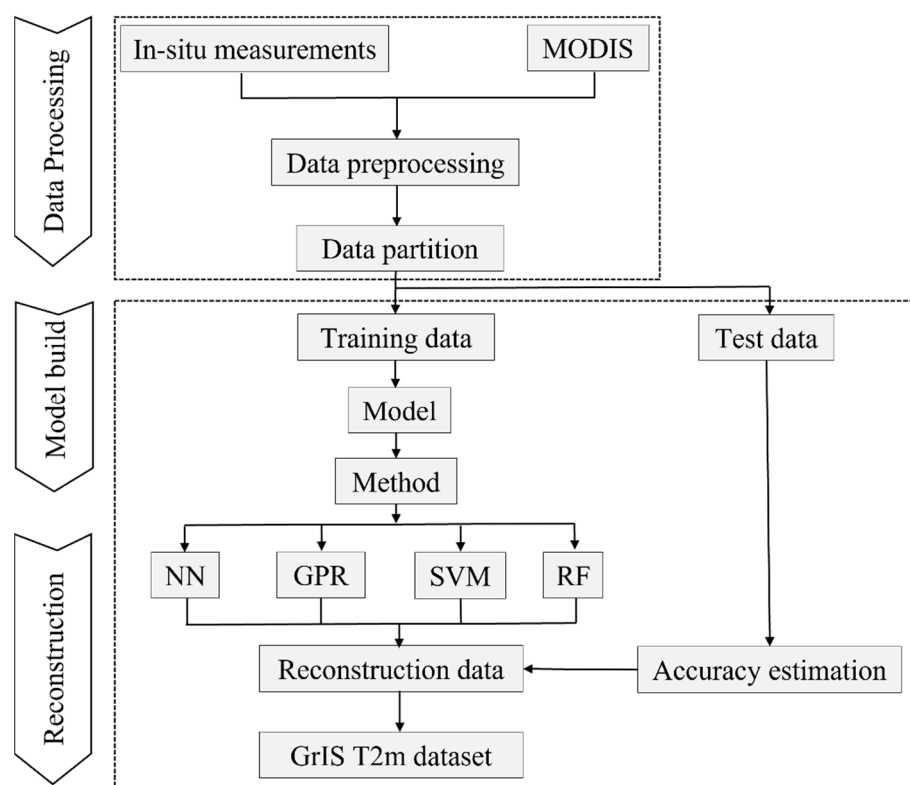 Data Processing
In-situ measurements
MODIS
Data preprocessing
Data partition
Model build
Training data
Test data
Model
Method
Reconstruction
NN
GPR
SVM
RF
Reconstruction data
Accuracy estimation
GrIS T2m dataset